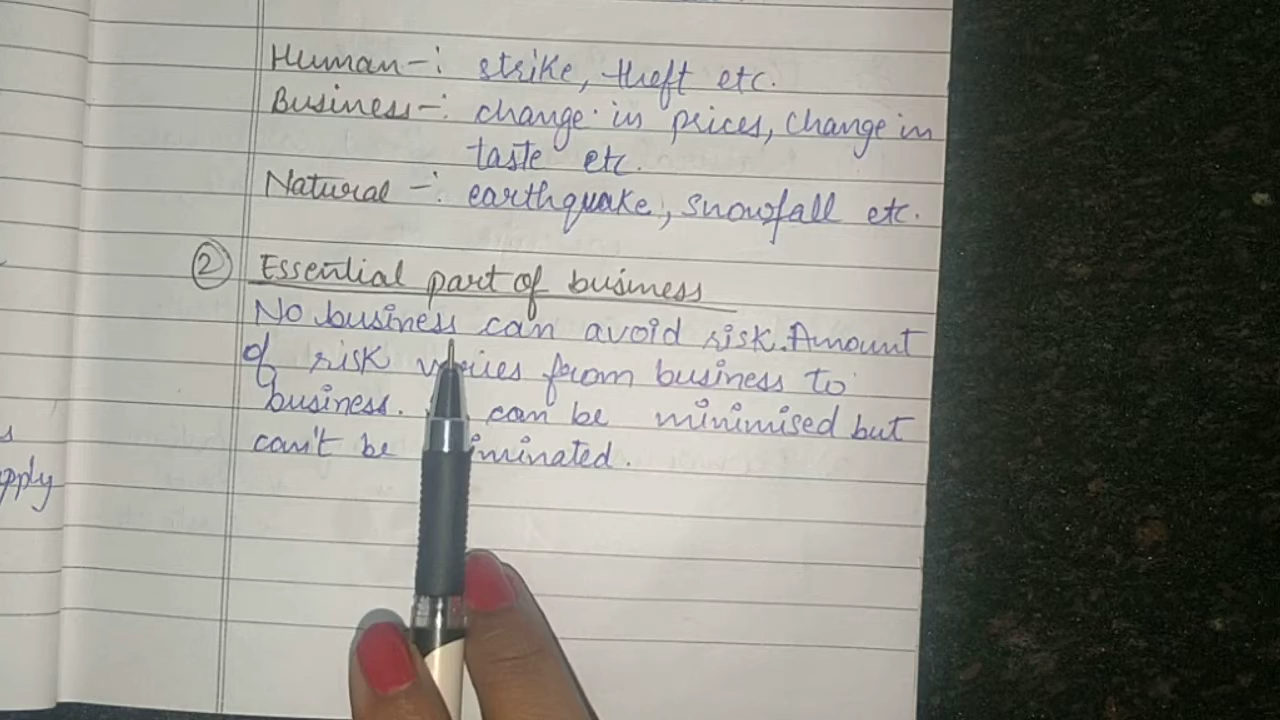 Human -: strike, theft etc.
Business -: change in prices, change in
taste etc.
Natural -: earthquake, snowfall etc.
② Essential part of business
No business can avoid risk. Amount
of risk varies from business to
business. can be minimised but
can't be
pply